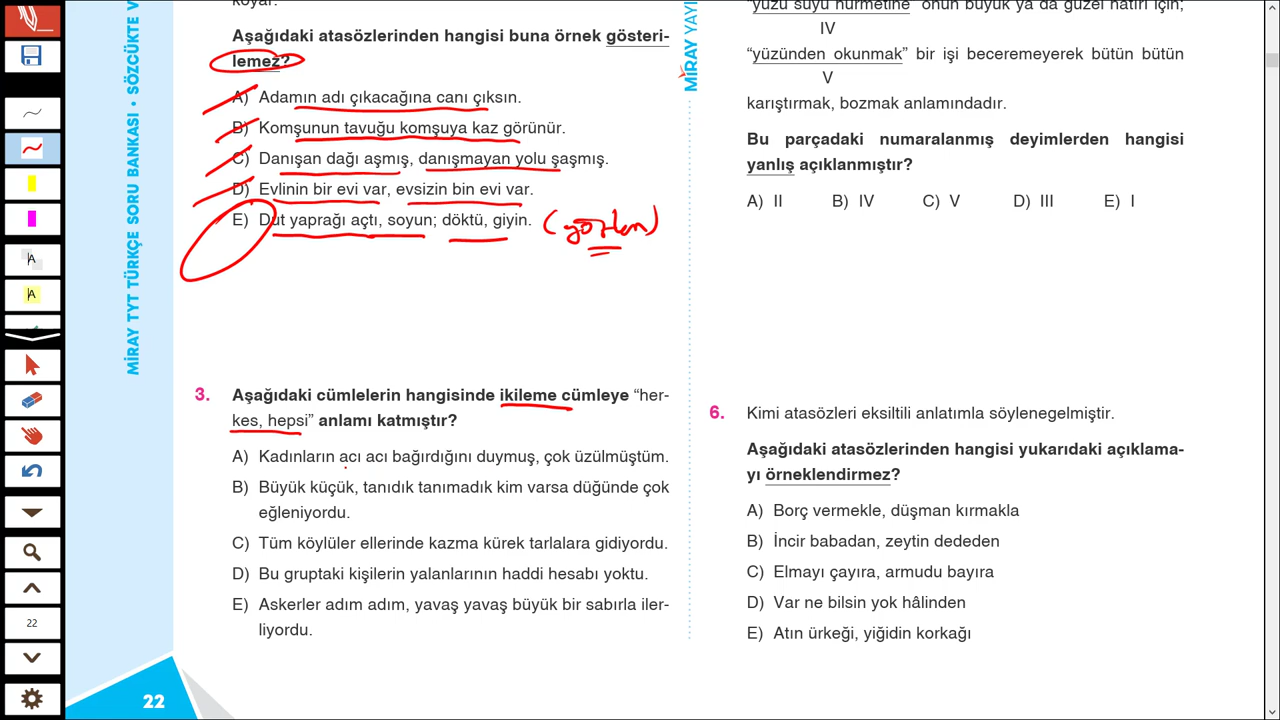 koyar.
Aşağıdaki atasözlerinden hangisi buna örnek gösteri-
lemez?
A) Adamın adı çıkacağına canı çıksın.
B) Komşunun tavuğu komşuya kaz görünür.
C) Danışan dağı aşmış, danışmayan yolu şaşmış.
D) Evlinin bir evi var, evsizin bin evi var.
E) Dut yaprağı açtı, soyun; döktü, giyin. (gözlem)
3. Aşağıdaki cümlelerin hangisinde ikileme cümleye “her-
kes, hepsi” anlamı katmıştır?
A) Kadınların acı acı bağırdığını duymuş, çok üzülmüştüm.
B) Büyük küçük, tanıdık tanımadık kim varsa düğünde çok
eğleniyordu.
C) Tüm köylüler ellerinde kazma kürek tarlalara gidiyordu.
D) Bu gruptaki kişilerin yalanlarının haddi hesabı yoktu.
E) Askerler adım adım, yavaş yavaş büyük bir sabırla iler-
liyordu.
“yüzü suyu hürmetine” onun büyük ya da güzel hatırı için;
IV
“yüzünden okunmak” bir işi beceremeyerek bütün bütün
V
karıştırmak, bozmak anlamındadır.
Bu parçadaki numaralanmış deyimlerden hangisi
yanlış açıklanmıştır?
A) II B) IV C) V D) III E) I
6. Kimi atasözleri eksiltili anlatımla söylenegelmiştir.
Aşağıdaki atasözlerinden hangisi yukarıdaki açıklama-
yı örneklendirmez?
A) Borç vermekle, düşman kırmakla
B) İncir babadan, zeytin dededen
C) Elmayı çayıra, armudu bayıra
D) Var ne bilsin yok hâlinden
E) Atın ürkeği, yiğidin korkağı
MİRAY TYT TÜRKÇE SORU BANKASI • SÖZCÜKTE
MİRAY
22
22
A
A